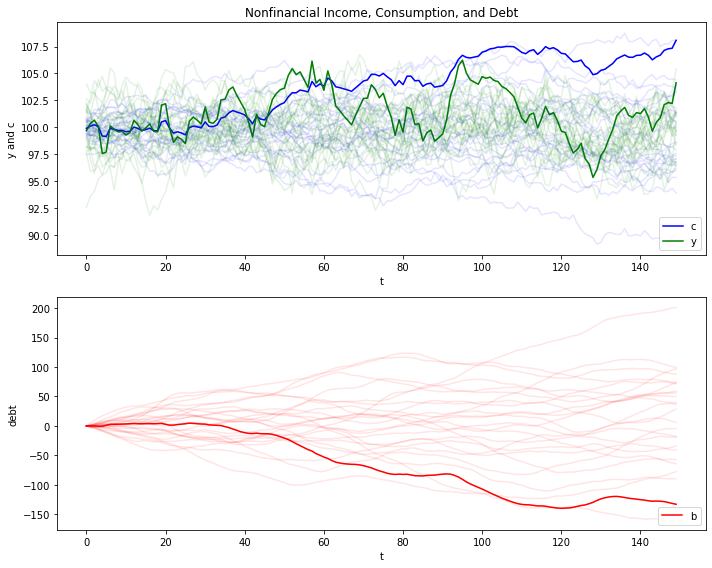 Nonfinancial Income, Consumption, and Debt
107.5
105.0
102.5
100.0
97.5
95.0
92.5
90.0
y and c
0 20 40 60 80 100 120 140
t
c
y
200
150
100
50
0
−50
−100
−150
debt
0 20 40 60 80 100 120 140
t
b